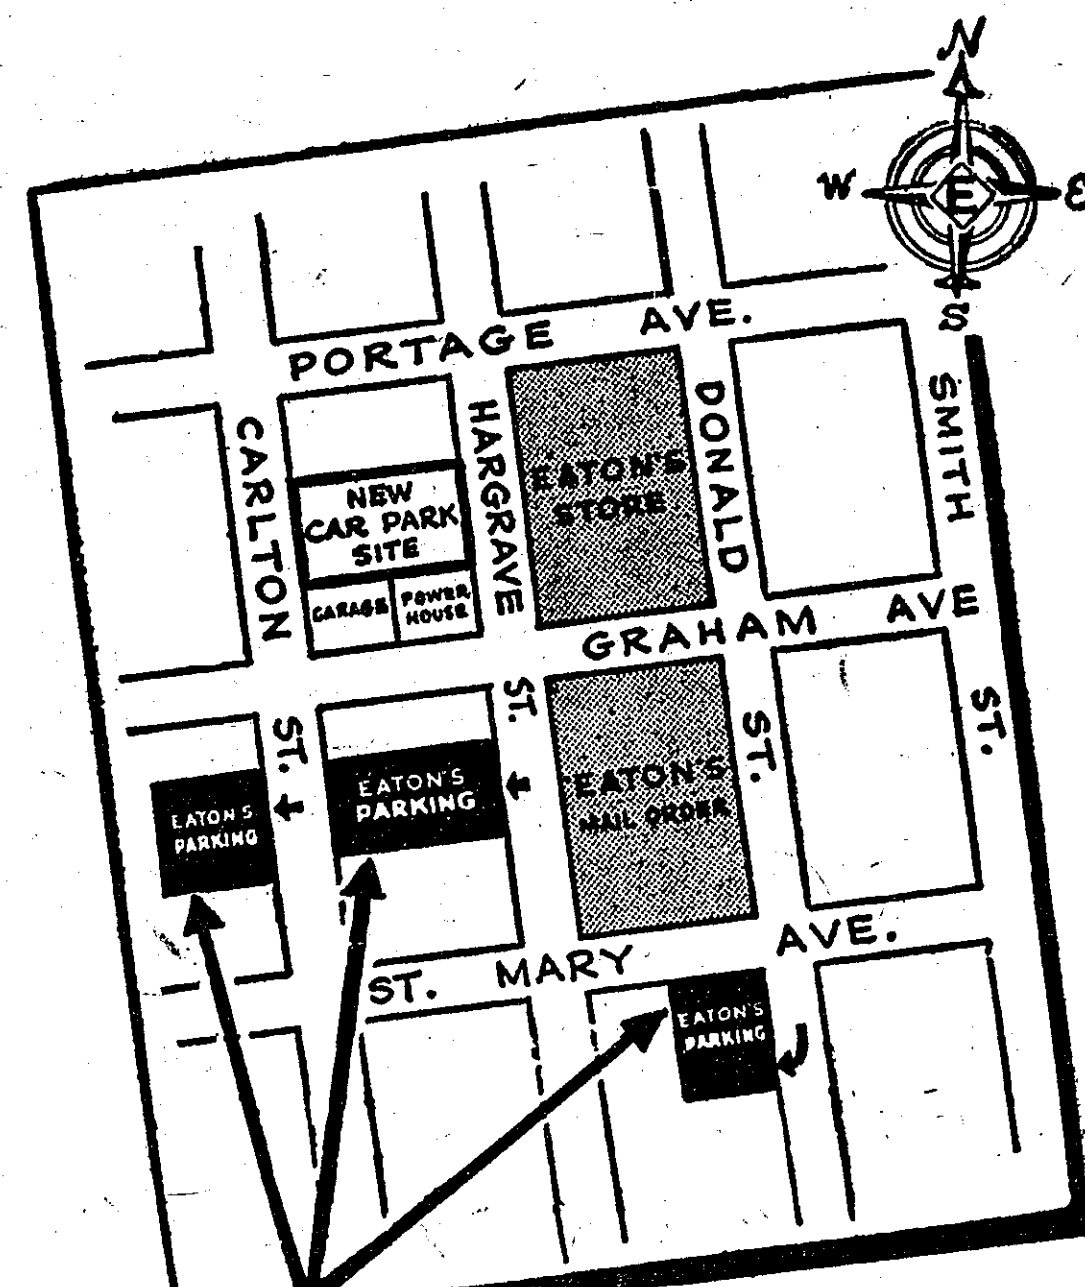 N
W E E
S
PORTAGE AVE.
CARLTON ST.
HARGRAVE ST.
DONALD ST.
SMITH ST.
NEW
CAR PARK
SITE
GARAGE
POWER
HOUSE
EATON'S
STORE
GRAHAM AVE
EATON'S
PARKING
EATON'S
PARKING
EATON'S
MAIL ORDER
ST. MARY AVE.
EATON'S
PARKING